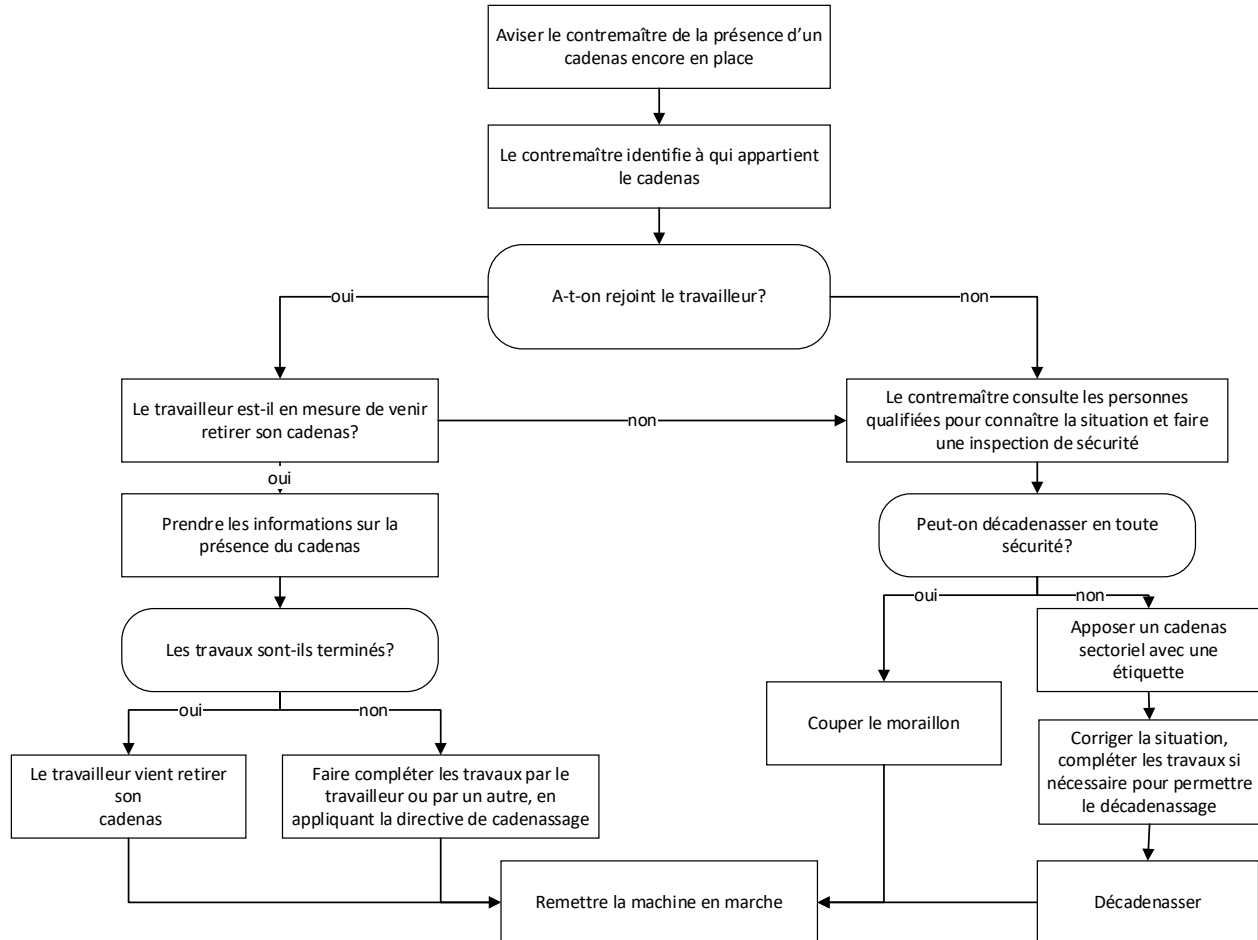 Aviser le contremaître de la présence d’un
cadenas encore en place
Le contremaître identifie à qui appartient
le cadenas
A-t-on rejoint le travailleur?
oui
non
Le travailleur est-il en mesure de venir
retirer son cadenas?
non
Le contremaître consulte les personnes
qualifiées pour connaître la situation et faire
une inspection de sécurité
oui
Prendre les informations sur la
présence du cadenas
Peut-on décadenasser en toute
sécurité?
oui
non
Les travaux sont-ils terminés?
Apposer un cadenas
sectoriel avec une
étiquette
oui
non
Couper le moraillon
Le travailleur vient retirer
son
cadenas
Faire compléter les travaux par le
travailleur ou par un autre, en
appliquant la directive de cadenassage
Corriger la situation,
compléter les travaux si
nécessaire pour permettre
le décadenassage
Remettre la machine en marche
Décadenasser